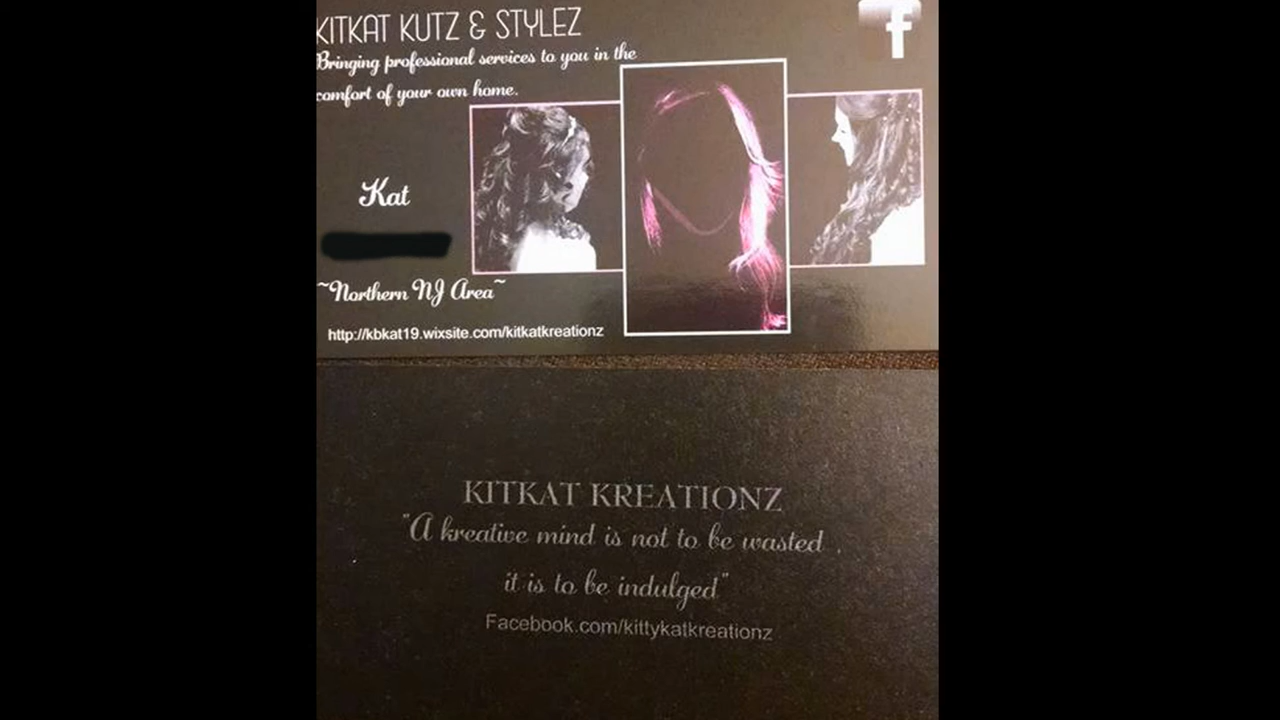 KITKAT KUTZ & STYLEZ
Bringing professional services to you in the
comfort of your own home.
Kat
~Northern NJ Area~
http://kbkat19.wixsite.com/kitkatkreationz
f
KITKAT KREATIONZ
"A kreative mind is not to be wasted .
it is to be indulged"
Facebook.com/kittykatkreationz